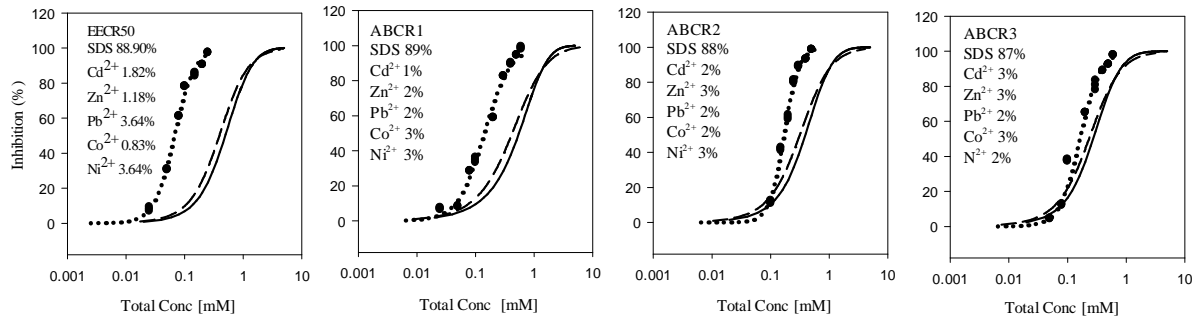 EECR50
SDS 88.90%
Cd2+ 1.82%
Zn2+ 1.18%
Pb2+ 3.64%
Co2+ 0.83%
Ni2+ 3.64%
Inhibition (%)
100
80
60
40
20
0
0.001 0.01 0.1 1 10
Total Conc [mM]
ABCR1
SDS 89%
Cd2+ 1%
Zn2+ 2%
Pb2+ 2%
Co2+ 3%
Ni2+ 3%
120
100
80
60
40
20
0
0.001 0.01 0.1 1 10
Total Conc [mM]
ABCR2
SDS 88%
Cd2+ 2%
Zn2+ 3%
Pb2+ 2%
Co2+ 2%
Ni2+ 3%
100
80
60
40
20
0
0.001 0.01 0.1 1 10
Total Conc [mM]
ABCR3
SDS 87%
Cd2+ 3%
Zn2+ 3%
Pb2+ 2%
Co2+ 3%
N2+ 2%
100
80
60
40
20
0
0.001 0.01 0.1 1 10
Total Conc [mM]